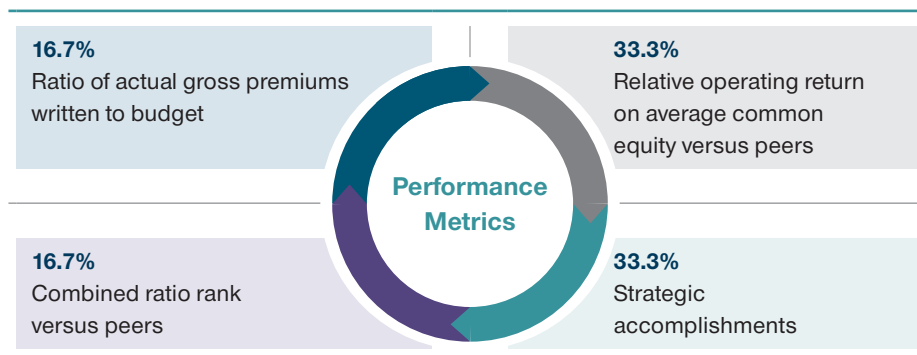 16.7%
Ratio of actual gross premiums
written to budget
33.3%
Relative operating return
on average common
equity versus peers
Performance
Metrics
16.7%
Combined ratio rank
versus peers
33.3%
Strategic
accomplishments